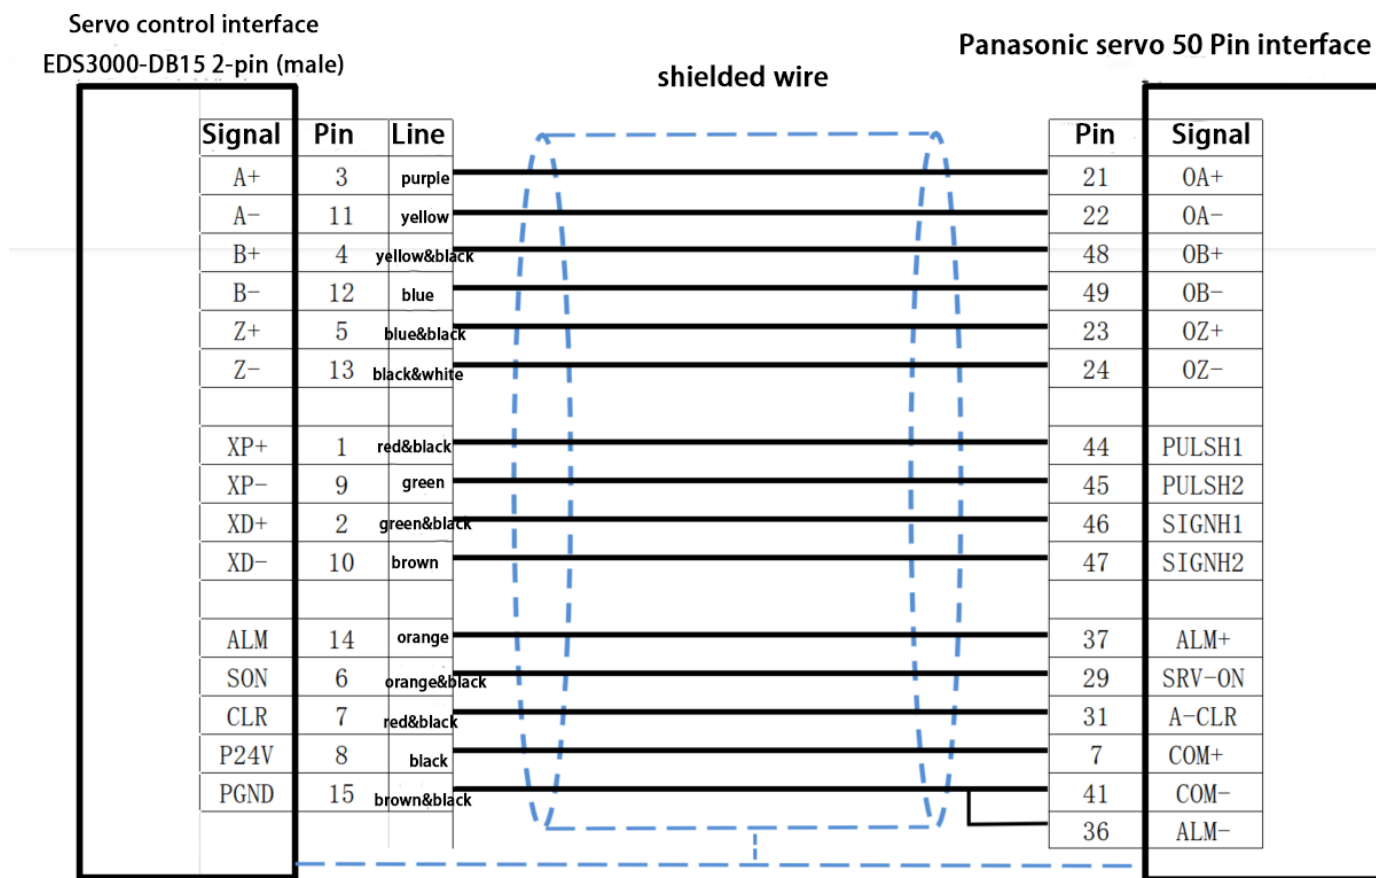 Servo control interface
EDS3000-DB15 2-pin (male)
shielded wire
Panasonic servo 50 Pin interface
Signal Pin Line Pin Signal
A+ 3 purple 21 OA+
A- 11 yellow 22 OA-
B+ 4 yellow&black 48 OB+
B- 12 blue 49 OB-
Z+ 5 blue&black 23 OZ+
Z- 13 black&white 24 OZ-
XP+ 1 red&black 44 PULSH1
XP- 9 green 45 PULSH2
XD+ 2 green&black 46 SIGNH1
XD- 10 brown 47 SIGNH2
ALM 14 orange 37 ALM+
SON 6 orange&black 29 SRV-ON
CLR 7 red&black 31 A-CLR
P24V 8 black 7 COM+
PGND 15 brown&black 41 COM-
36 ALM-